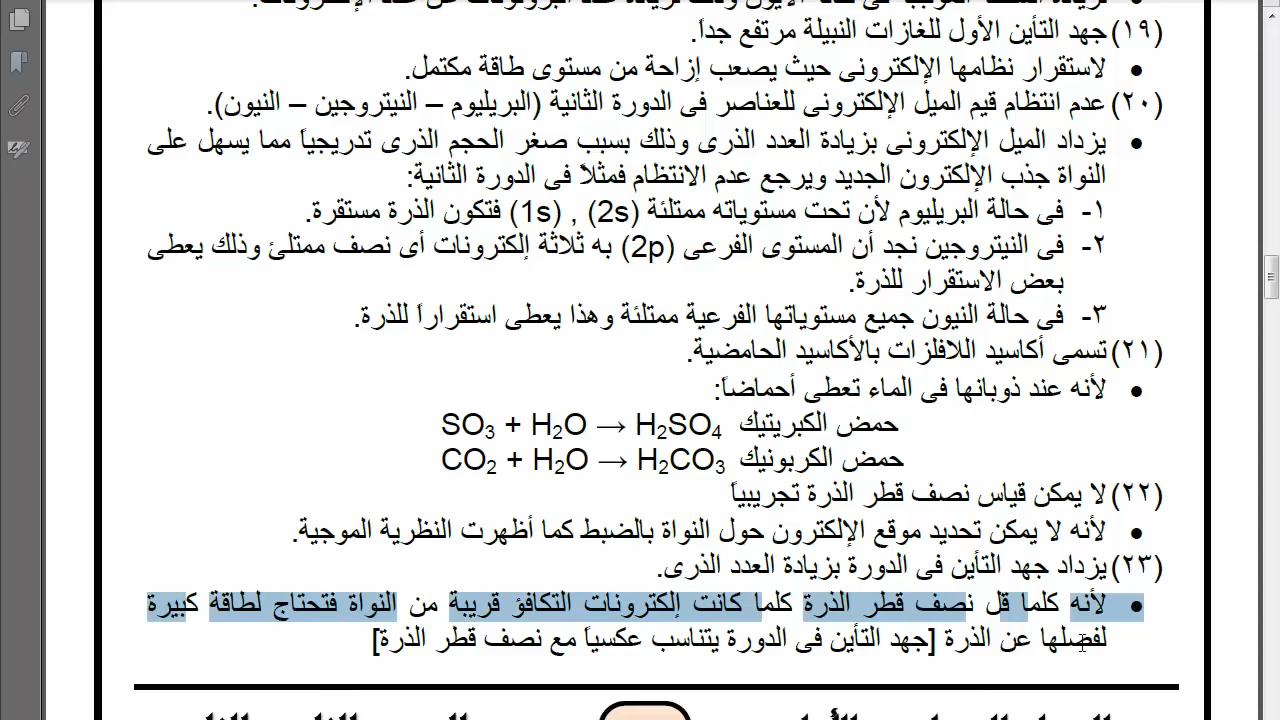 (١٩) جهد التأين الأول للغازات النبيلة مرتفع جداً.
• لاستقرار نظامها الإلكترونى حيث يصعب إزاحة من مستوى طاقة مكتمل.
(٢٠) عدم انتظام قيم الميل الإلكترونى للعناصر فى الدورة الثانية (البريليوم – النيتروجين – النيون).
• يزداد الميل الإلكترونى بزيادة العدد الذرى وذلك بسبب صغر الحجم الذرى تدريجياً مما يسهل على
النواة جذب الإلكترون الجديد ويرجع عدم الانتظام فمثلاً فى الدورة الثانية:
١- فى حالة البريليوم لأن تحت مستوياته ممتلئة (2s) , (1s) فتكون الذرة مستقرة.
٢- فى النيتروجين نجد أن المستوى الفرعى (2p) به ثلاثة إلكترونات أى نصف ممتلئ وذلك يعطى
بعض الاستقرار للذرة.
٣- فى حالة النيون جميع مستوياتها الفرعية ممتلئة وهذا يعطى استقراراً للذرة.
(٢١) تسمى أكاسيد اللافلزات بالأكاسيد الحامضية.
• لأنه عند ذوبانها فى الماء تعطى أحماضاً:
SO₃ + H₂O → H₂SO₄ حمض الكبريتيك
CO₂ + H₂O → H₂CO₃ حمض الكربونيك
(٢٢) لا يمكن قياس نصف قطر الذرة تجريبياً
• لأنه لا يمكن تحديد موقع الإلكترون حول النواة بالضبط كما أظهرت النظرية الموجية.
(٢٣) يزداد جهد التأين فى الدورة بزيادة العدد الذرى.
• لأنه كلما قل نصف قطر الذرة كلما كانت إلكترونات التكافؤ قريبة من النواة فتحتاج لطاقة كبيرة
لفصلها عن الذرة [جهد التأين فى الدورة يتناسب عكسياً مع نصف قطر الذرة]